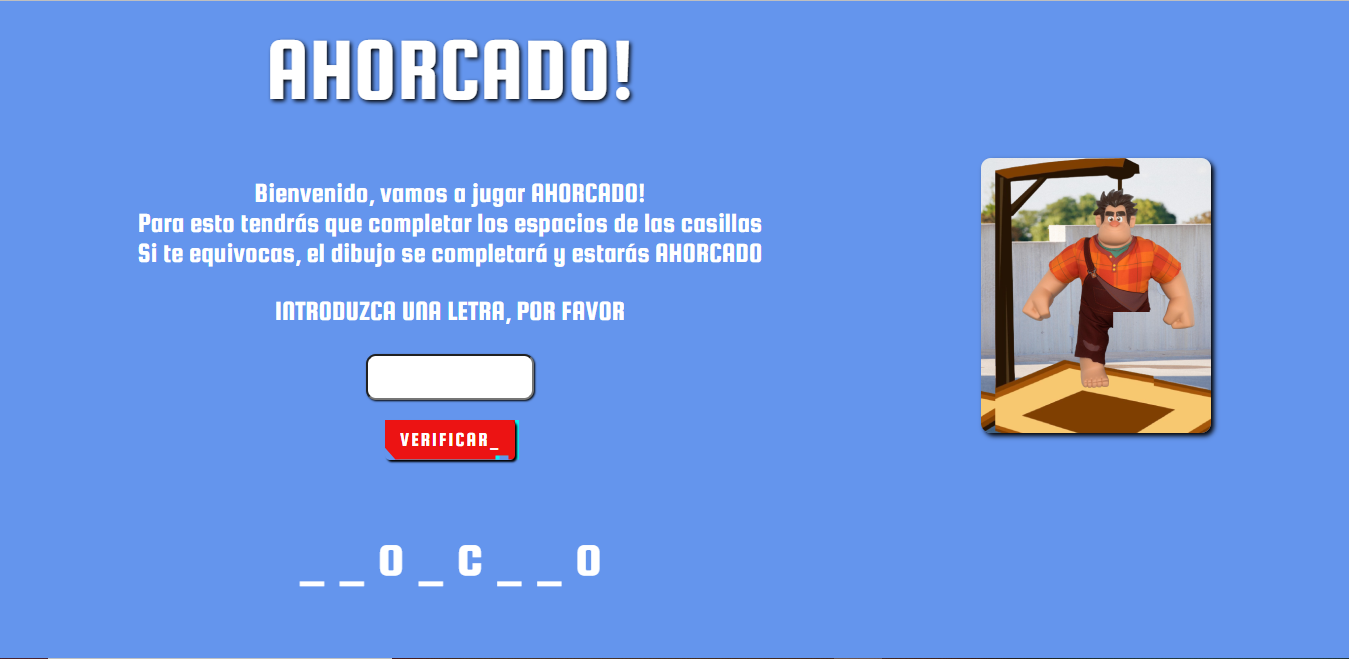 AHORCADO!
Bienvenido, vamos a jugar AHORCADO!
Para esto tendrás que completar los espacios de las casillas
Si te equivocas, el dibujo se completará y estarás AHORCADO
INTRODUZCA UNA LETRA, POR FAVOR
VERIFICAR_
_ _ O _ C _ _ O